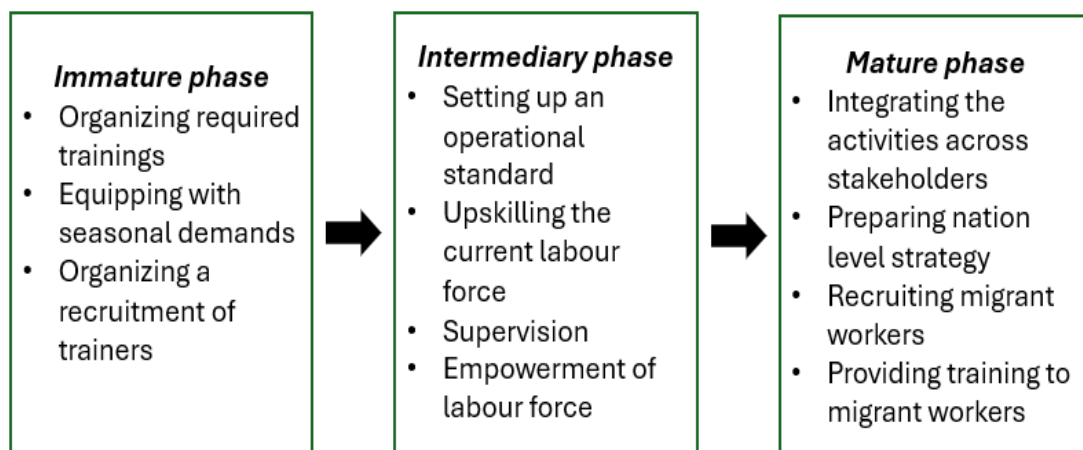 Immature phase
• Organizing required
trainings
• Equipping with
seasonal demands
• Organizing a
recruitment of
trainers
Intermediary phase
• Setting up an
operational
standard
• Upskilling the
current labour
force
• Supervision
• Empowerment of
labour force
Mature phase
• Integrating the
activities across
stakeholders
• Preparing nation
level strategy
• Recruiting migrant
workers
• Providing training to
migrant workers